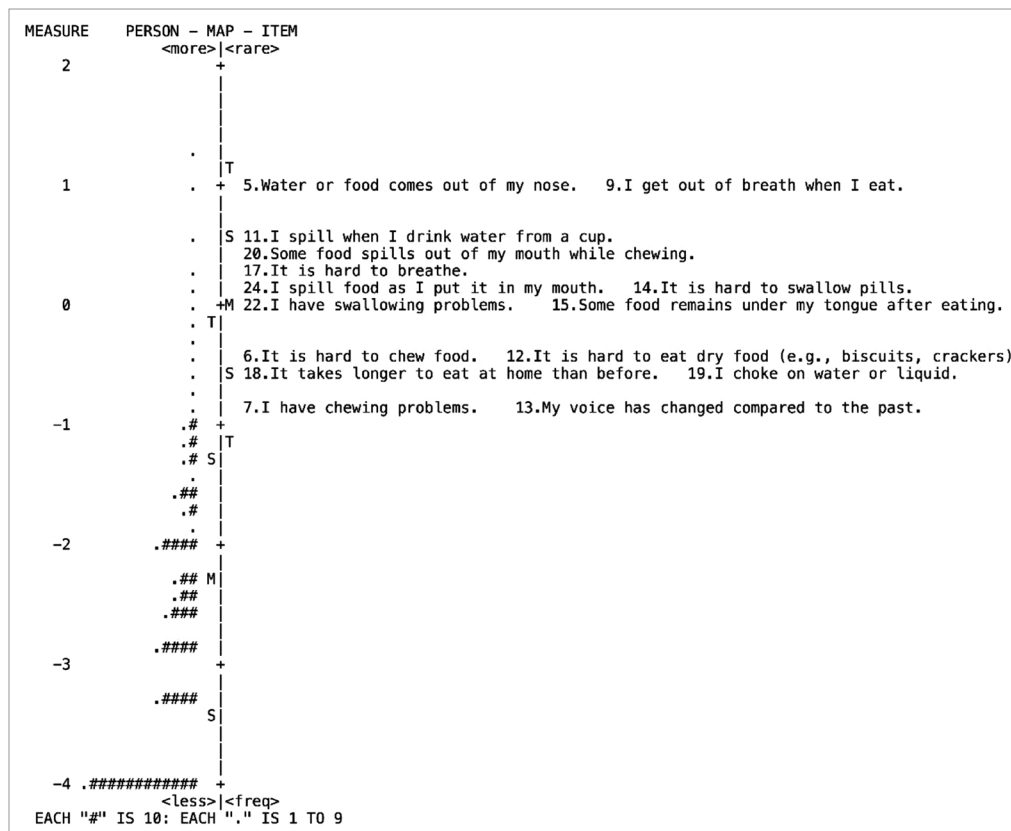 MEASURE PERSON – MAP – ITEM
<more>|<rare>
2 +
|
|
|
|
. |
|T
1 . + 5.Water or food comes out of my nose. 9.I get out of breath when I eat.
|
|
. |S 11.I spill when I drink water from a cup.
| 20.Some food spills out of my mouth while chewing.
. | 17.It is hard to breathe.
. | 24.I spill food as I put it in my mouth. 14.It is hard to swallow pills.
0 . +M 22.I have swallowing problems. 15.Some food remains under my tongue after eating.
. T|
. |
. | 6.It is hard to chew food. 12.It is hard to eat dry food (e.g., biscuits, crackers)
. |S 18.It takes longer to eat at home than before. 19.I choke on water or liquid.
. |
. | 7.I have chewing problems. 13.My voice has changed compared to the past.
–1 .# +
.# |T
.# S|
. |
.## |
.# |
. |
–2 .#### +
|
.## M|
.## |
.### |
|
.#### |
–3 +
|
.#### |
S|
|
|
|
–4 .############ +
<less>|<freq>
EACH "#" IS 10: EACH "." IS 1 TO 9